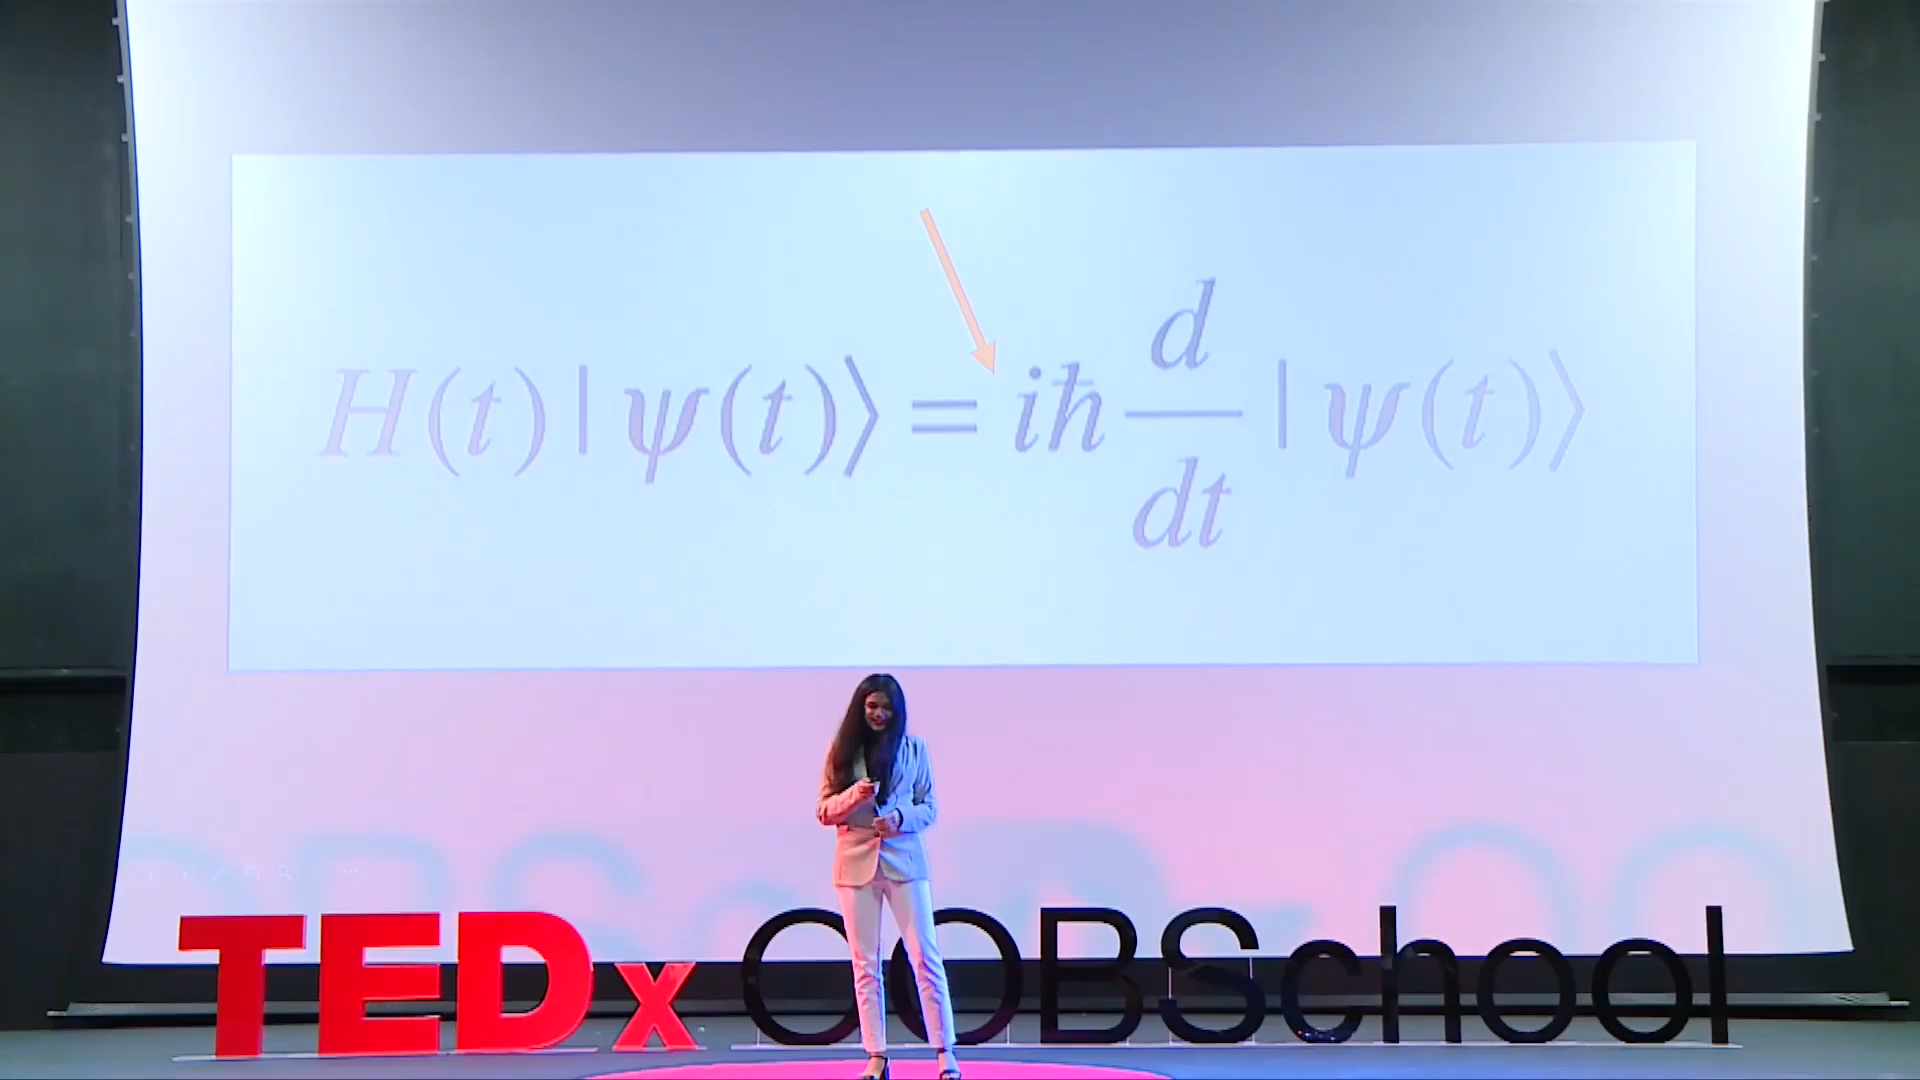 H(t) | ψ(t)⟩ = iħ d/dt | ψ(t)⟩
TEDx OOBSchool